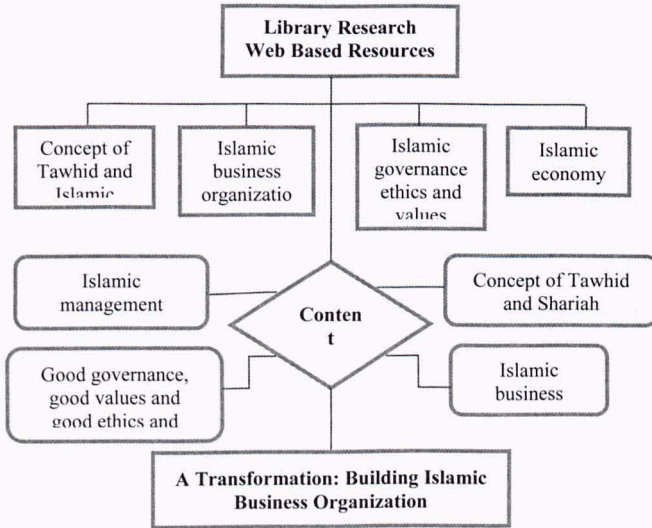 Library Research
Web Based Resources
Concept of
Tawhid and
Islamic
Islamic
business
organizatio
Islamic
governance
ethics and
values
Islamic
economy
Islamic
management
Concept of Tawhid
and Shariah
Conten
t
Good governance,
good values and
good ethics and
Islamic
business
A Transformation: Building Islamic
Business Organization